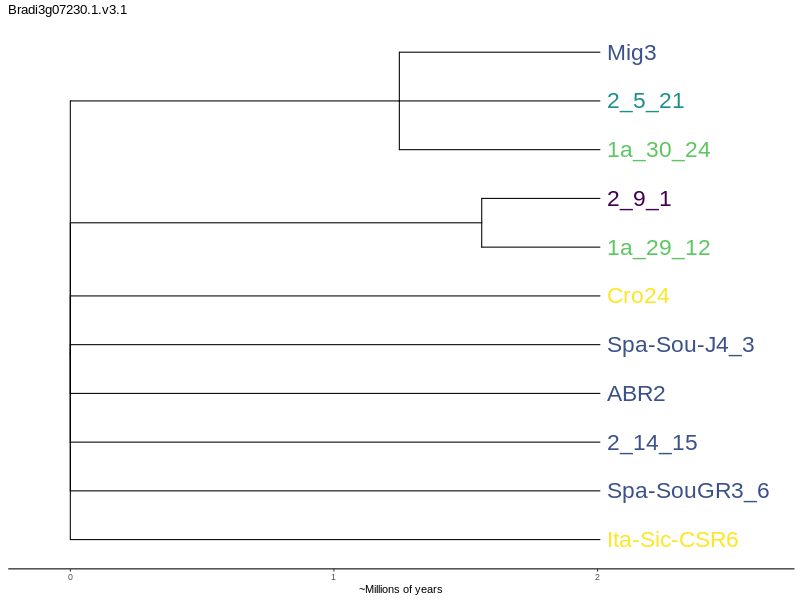 Bradi3g07230.1.v3.1
Mig3
2_5_21
1a_30_24
2_9_1
1a_29_12
Cro24
Spa-Sou-J4_3
ABR2
2_14_15
Spa-SouGR3_6
Ita-Sic-CSR6
0 1 2
~Millions of years